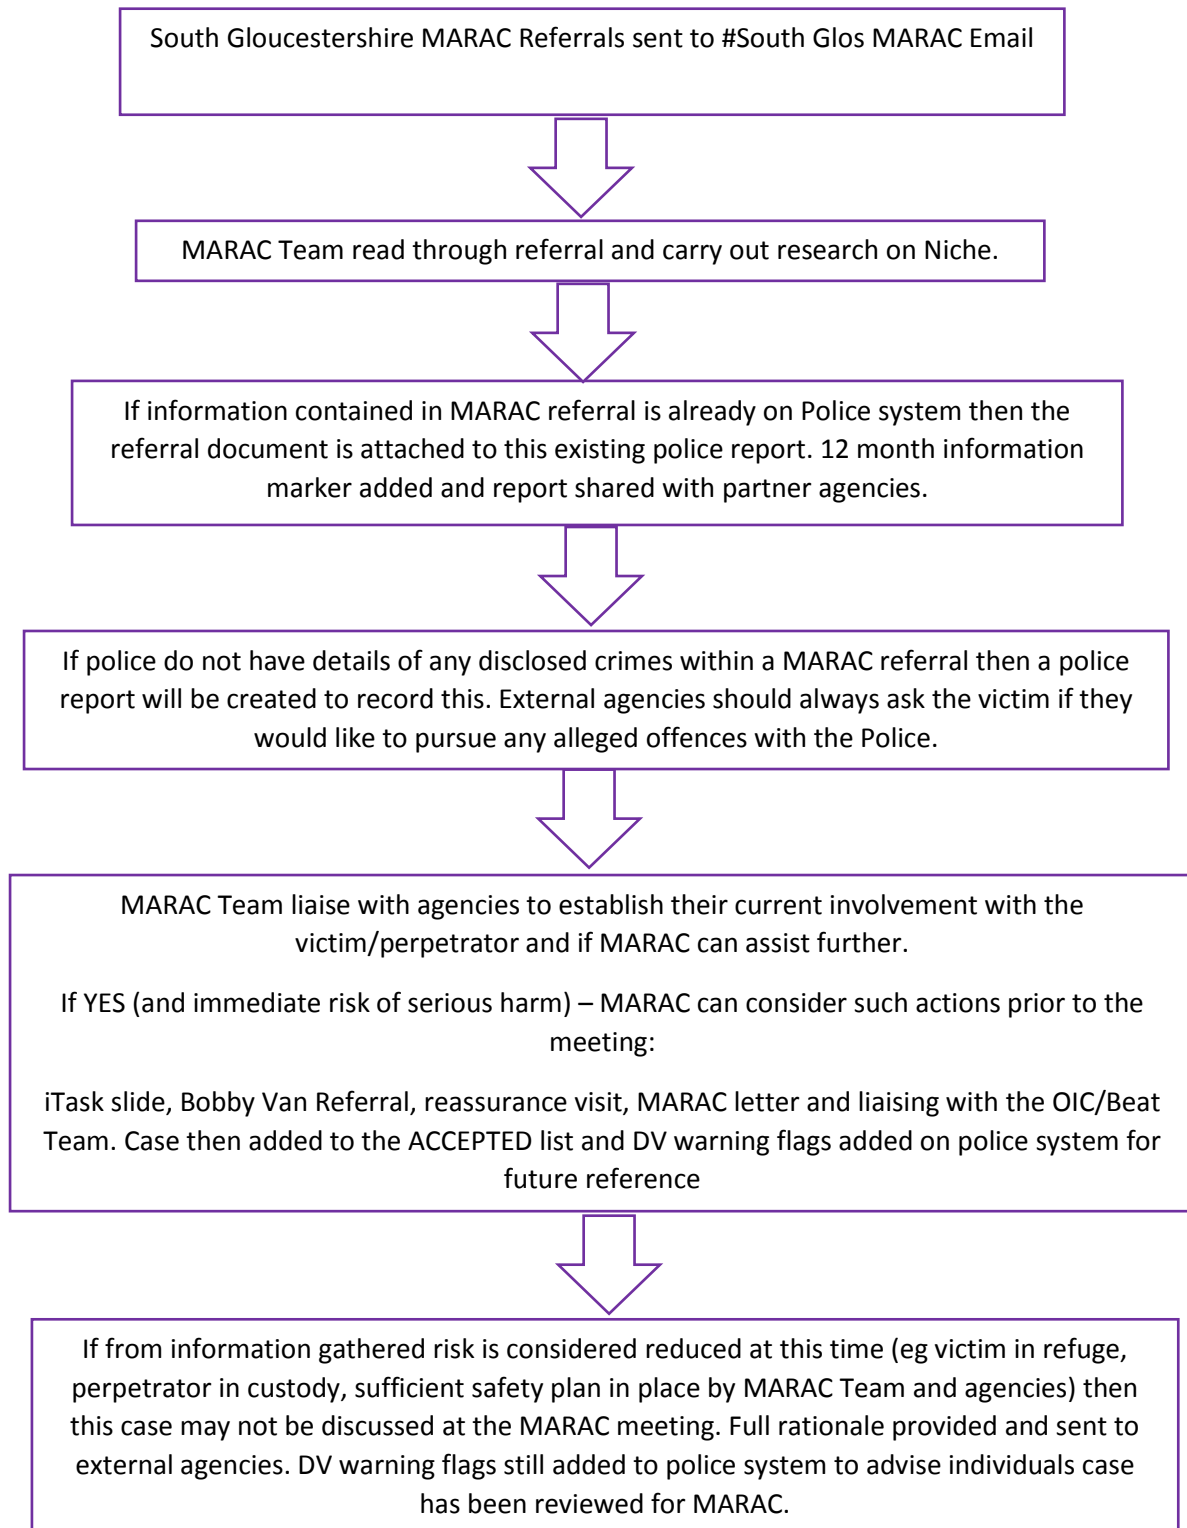 South Gloucestershire MARAC Referrals sent to #South Glos MARAC Email
MARAC Team read through referral and carry out research on Niche.
If information contained in MARAC referral is already on Police system then the
referral document is attached to this existing police report. 12 month information
marker added and report shared with partner agencies.
If police do not have details of any disclosed crimes within a MARAC referral then a police
report will be created to record this. External agencies should always ask the victim if they
would like to pursue any alleged offences with the Police.
MARAC Team liaise with agencies to establish their current involvement with the
victim/perpetrator and if MARAC can assist further.
If YES (and immediate risk of serious harm) – MARAC can consider such actions prior to the
meeting:
iTask slide, Bobby Van Referral, reassurance visit, MARAC letter and liaising with the OIC/Beat
Team. Case then added to the ACCEPTED list and DV warning flags added on police system for
future reference
If from information gathered risk is considered reduced at this time (eg victim in refuge,
perpetrator in custody, sufficient safety plan in place by MARAC Team and agencies) then
this case may not be discussed at the MARAC meeting. Full rationale provided and sent to
external agencies. DV warning flags still added to police system to advise individuals case
has been reviewed for MARAC.